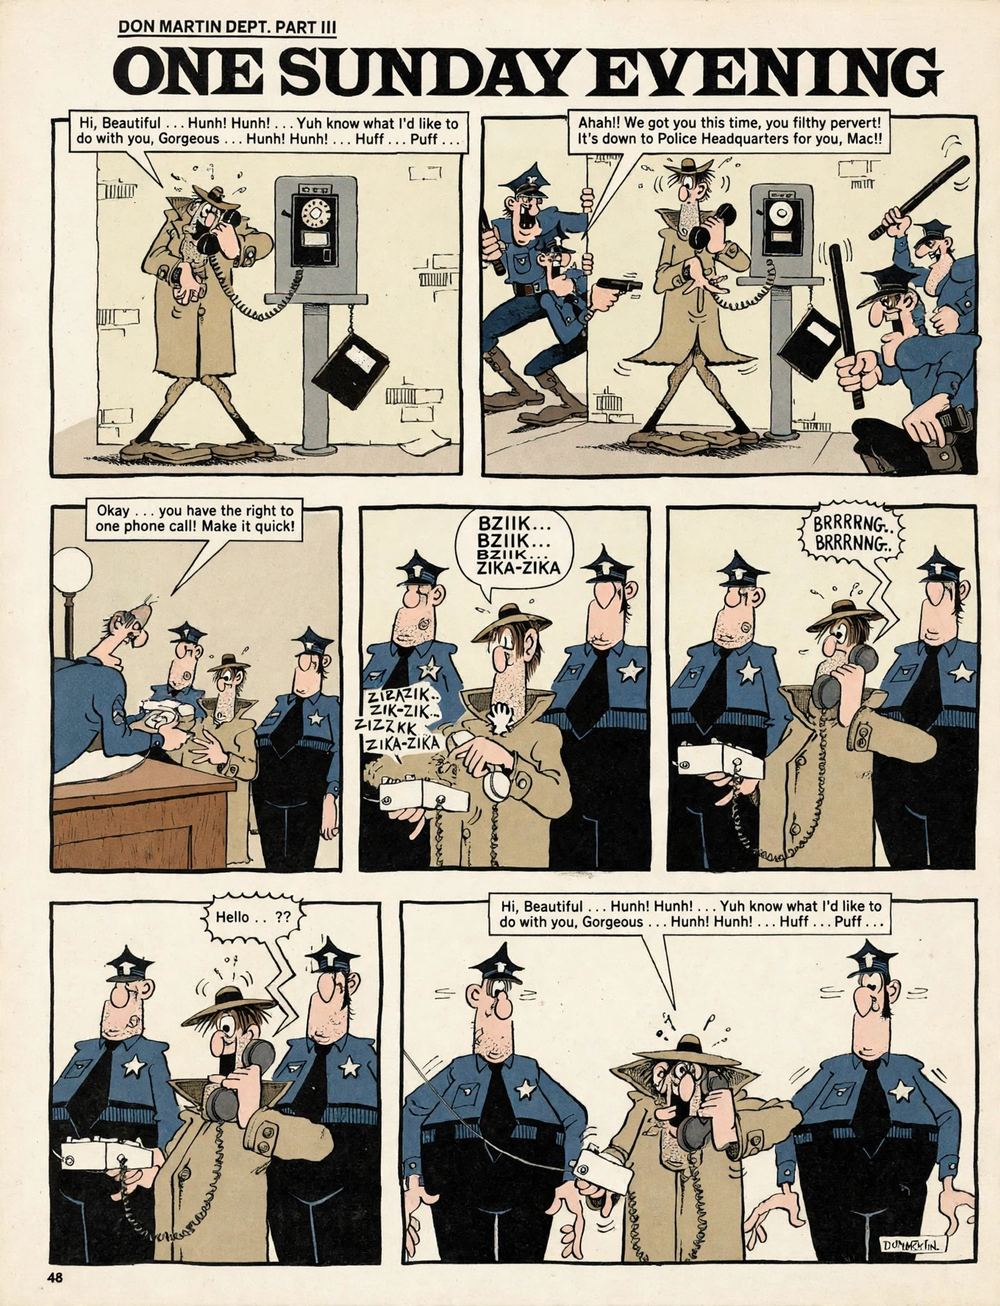 DON MARTIN DEPT. PART III
ONE SUNDAY EVENING
Hi, Beautiful ... Hunh! Hunh! ... Yuh know what I'd like to
do with you, Gorgeous ... Hunh! Hunh! ... Huff ... Puff ...
Ahah!! We got you this time, you filthy pervert!
It's down to Police Headquarters for you, Mac!!
Okay ... you have the right to
one phone call! Make it quick!
BZIIK...
BZIIK...
BZIIK...
ZIKA-ZIKA
ZIRAZIK..
ZIK-ZIK...
ZIZZKK
ZIKA-ZIKA
BRRRRNG..
BRRRNNG..
Hello .. ??
Hi, Beautiful ... Hunh! Hunh! ... Yuh know what I'd like to
do with you, Gorgeous ... Hunh! Hunh! ... Huff ... Puff ...
48